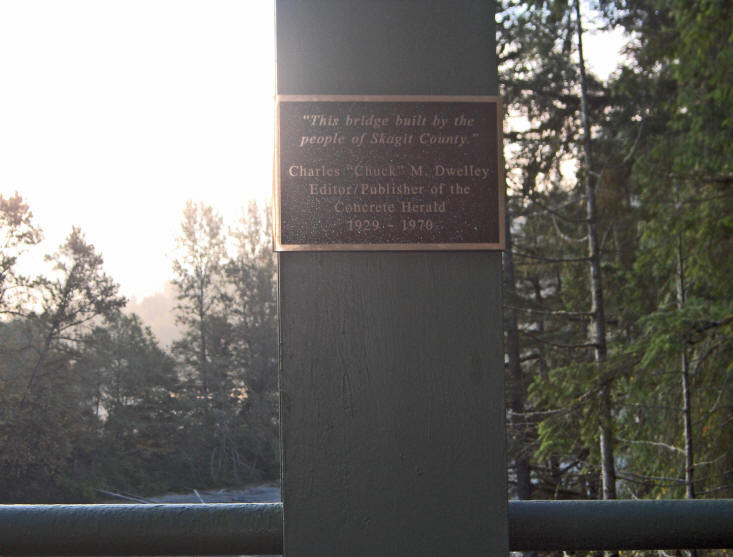 "This bridge built by the
people of Skagit County."
Charles "Chuck" M. Dwelley
Editor/Publisher of the
Concrete Herald
1929 - 1970